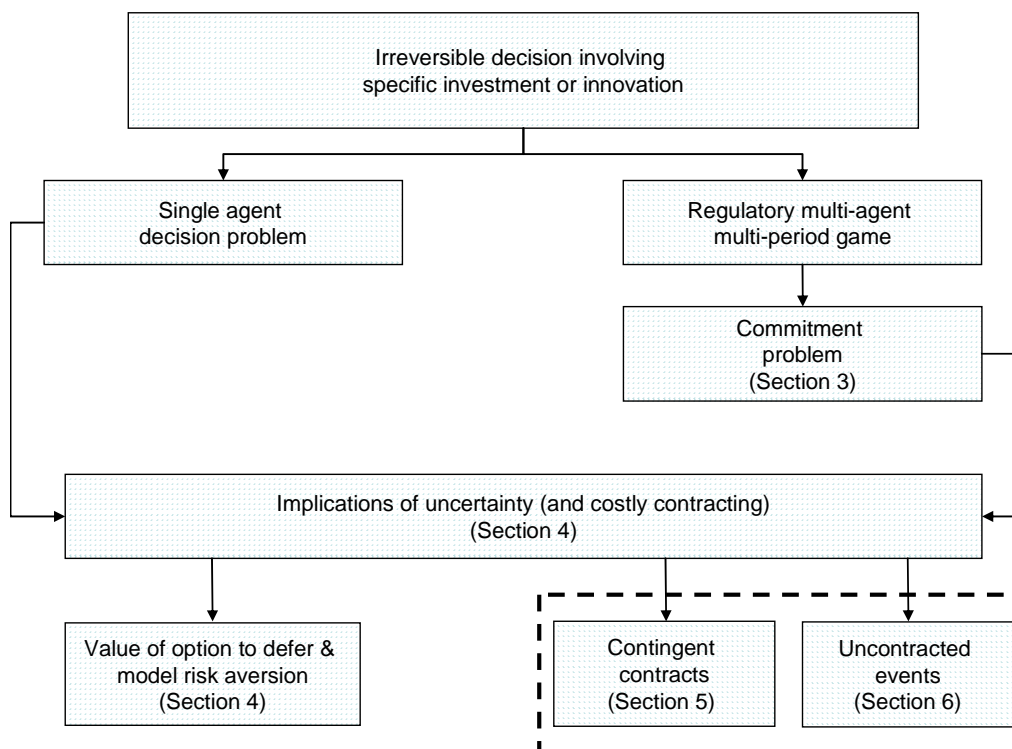 Irreversible decision involving
specific investment or innovation
Single agent
decision problem
Regulatory multi-agent
multi-period game
Commitment
problem
(Section 3)
Implications of uncertainty (and costly contracting)
(Section 4)
Value of option to defer &
model risk aversion
(Section 4)
Contingent
contracts
(Section 5)
Uncontracted
events
(Section 6)